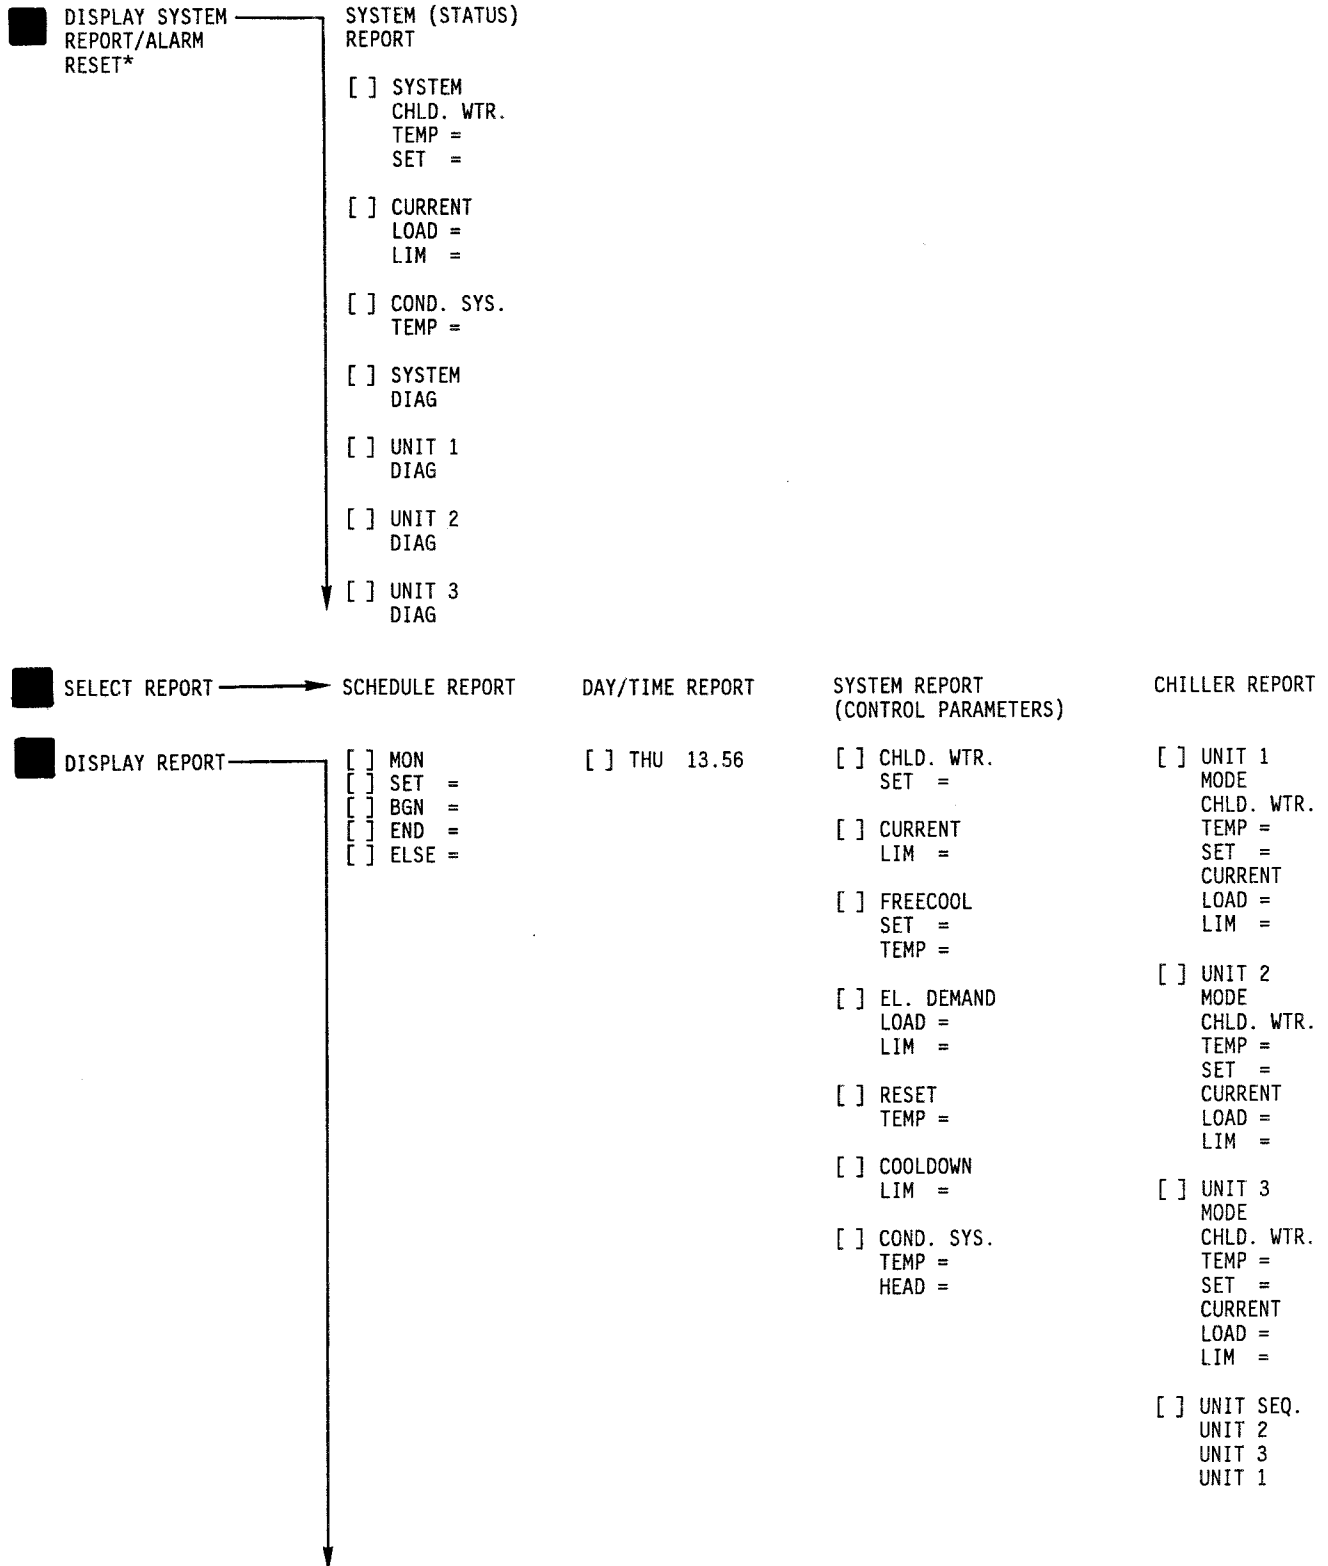 DISPLAY SYSTEM
REPORT/ALARM
RESET*
SYSTEM (STATUS)
REPORT
[ ] SYSTEM
CHLD. WTR.
TEMP =
SET =
[ ] CURRENT
LOAD =
LIM =
[ ] COND. SYS.
TEMP =
[ ] SYSTEM
DIAG
[ ] UNIT 1
DIAG
[ ] UNIT 2
DIAG
[ ] UNIT 3
DIAG
SELECT REPORT
SCHEDULE REPORT
DAY/TIME REPORT
SYSTEM REPORT
(CONTROL PARAMETERS)
CHILLER REPORT
DISPLAY REPORT
[ ] MON
[ ] SET =
[ ] BGN =
[ ] END =
[ ] ELSE =
[ ] THU 13.56
[ ] CHLD. WTR.
SET =
[ ] CURRENT
LIM =
[ ] FREECOOL
SET =
TEMP =
[ ] EL. DEMAND
LOAD =
LIM =
[ ] RESET
TEMP =
[ ] COOLDOWN
LIM =
[ ] COND. SYS.
TEMP =
HEAD =
[ ] UNIT 1
MODE
CHLD. WTR.
TEMP =
SET =
CURRENT
LOAD =
LIM =
[ ] UNIT 2
MODE
CHLD. WTR.
TEMP =
SET =
CURRENT
LOAD =
LIM =
[ ] UNIT 3
MODE
CHLD. WTR.
TEMP =
SET =
CURRENT
LOAD =
LIM =
[ ] UNIT SEQ.
UNIT 2
UNIT 3
UNIT 1